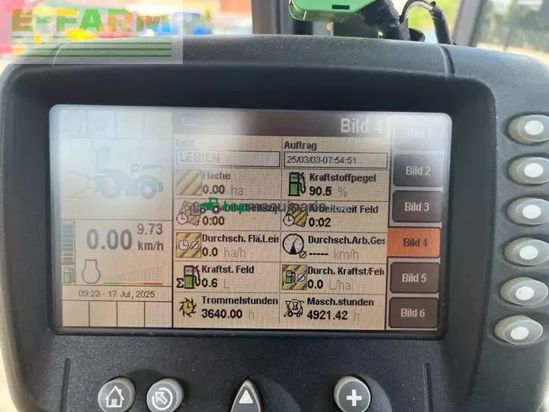 E-FARM
Bild 4
Bild 1
Auftrag
LEBIEN
25/03/03-07:54:51
Bild 2
Fläche
0.00 ha
Kraftstoffpegel
90.5 %
Bild 3
Arbeitszeit Feld
0:00
0:02
9.73
0.00 km/h
Durchsch. Flä.Leis
0.0 ha/h
Durchsch.Arb.Ges
----- km/h
Bild 4
Kraftst. Feld
Σ 0.6 L
Durch. Kraftst/Feld
0.0 L/ha
Bild 5
09:23 - 17 Jul, 2025
Trommelstunden
3640.00 h
Masch.stunden
4921.42 h
Bild 6